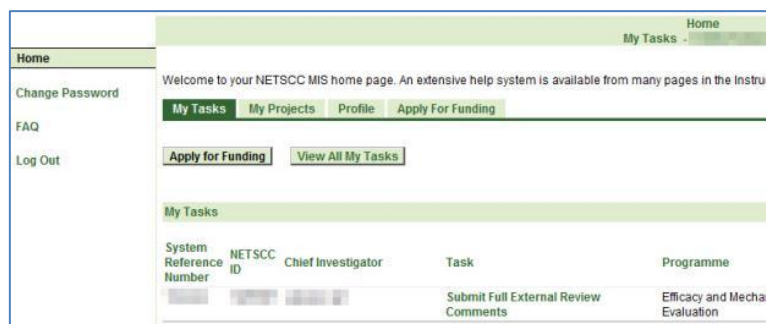 Home
My Tasks -
Home
Welcome to your NETSCC MIS home page. An extensive help system is available from many pages in the Instru
Change Password
My Tasks My Projects Profile Apply For Funding
FAQ
Log Out
Apply for Funding View All My Tasks
My Tasks
System
Reference
Number
NETSCC
ID
Chief Investigator
Task
Programme
Submit Full External Review
Comments
Efficacy and Mecha
Evaluation